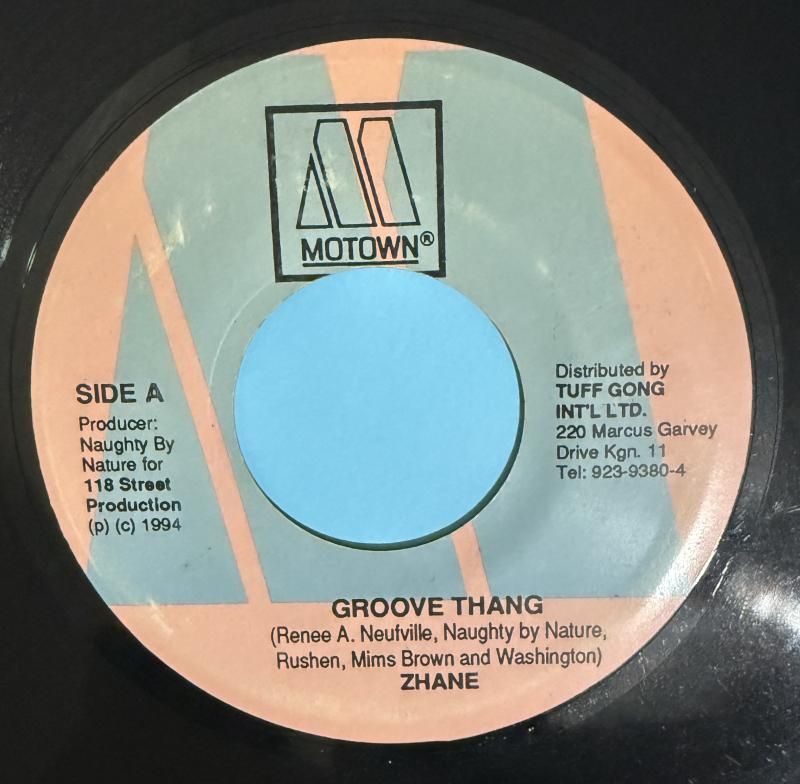 MOTOWN®
SIDE A
Producer:
Naughty By
Nature for
118 Street
Production
(p) (c) 1994
Distributed by
TUFF GONG
INT'L LTD.
220 Marcus Garvey
Drive Kgn. 11
Tel: 923-9380-4
GROOVE THANG
(Renee A. Neufville, Naughty by Nature,
Rushen, Mims Brown and Washington)
ZHANE